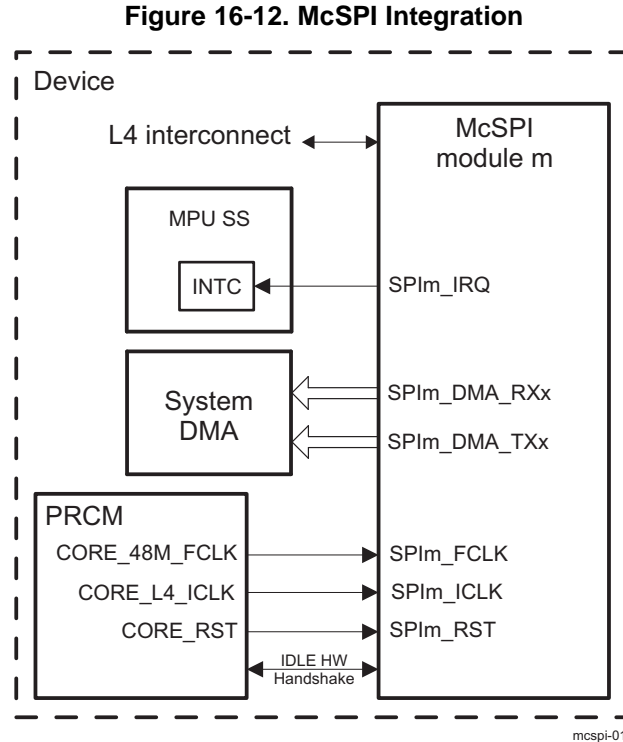 Figure 16-12. McSPI Integration
Device
L4 interconnect
McSPI
module m
MPU SS
INTC
SPIm_IRQ
System
DMA
SPIm_DMA_RXx
SPIm_DMA_TXx
PRCM
CORE_48M_FCLK
SPIm_FCLK
CORE_L4_ICLK
SPIm_ICLK
CORE_RST
SPIm_RST
IDLE HW
Handshake